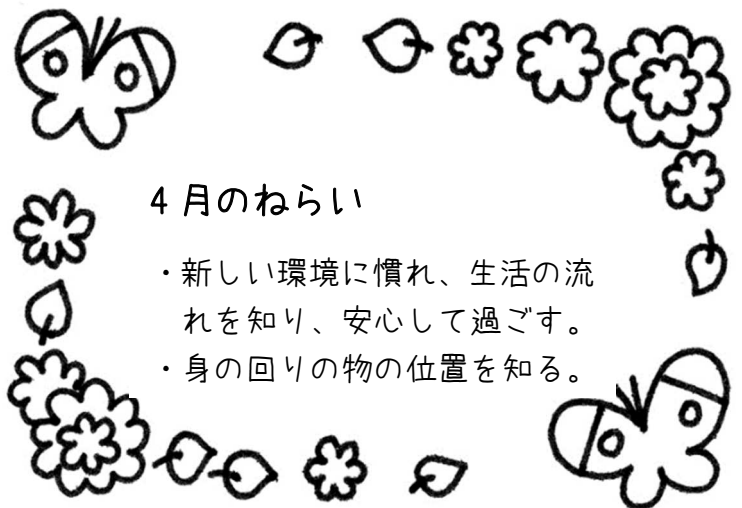 4月のねらい
・新しい環境に慣れ、生活の流
れを知り、安心して過ごす。
・身の回りの物の位置を知る。